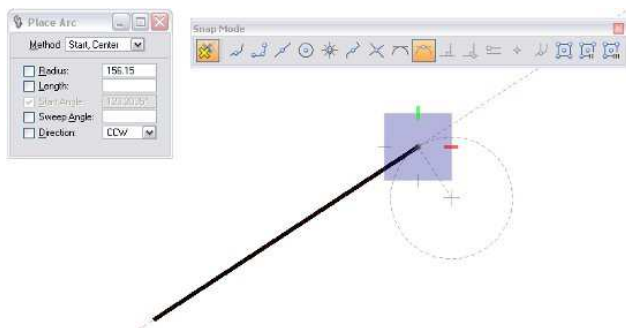 Place Arc
Snap Mode
Method: Start, Center
Radius: 156.15
Length:
Start Angle:
Sweep Angle:
Direction: CCW